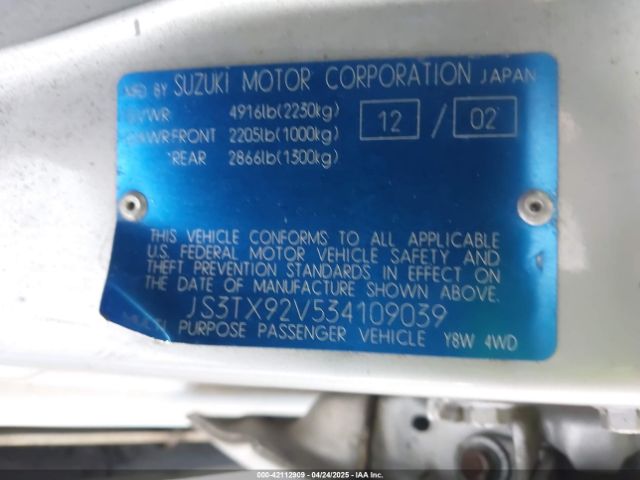 MFD BY SUZUKI MOTOR CORPORATION JAPAN
GVWR 4916lb(2230kg) 12 / 02
GAWR FRONT 2205lb(1000kg)
REAR 2866lb(1300kg)
THIS VEHICLE CONFORMS TO ALL APPLICABLE
U.S. FEDERAL MOTOR VEHICLE SAFETY AND
THEFT PREVENTION STANDARDS IN EFFECT ON
THE DATE OF MANUFACTURE SHOWN ABOVE.
JS3TX92V534109039
MULTI PURPOSE PASSENGER VEHICLE Y8W 4WD
000-42112909 - 04/24/2025 - IAA Inc.